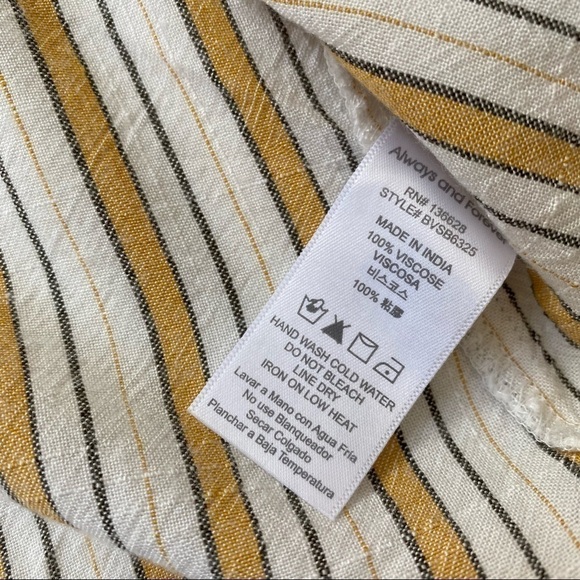 Always and Forever
RN# 136628
STYLE# BVSB6325
MADE IN INDIA
100% VISCOSE
VISCOSA
비스코스
100% 粘膠
HAND WASH COLD WATER
DO NOT BLEACH
LINE DRY
IRON ON LOW HEAT
Lavar a Mano con Agua Fría
No use Blanqueador
Secar Colgado
Planchar a Baja Temperatura